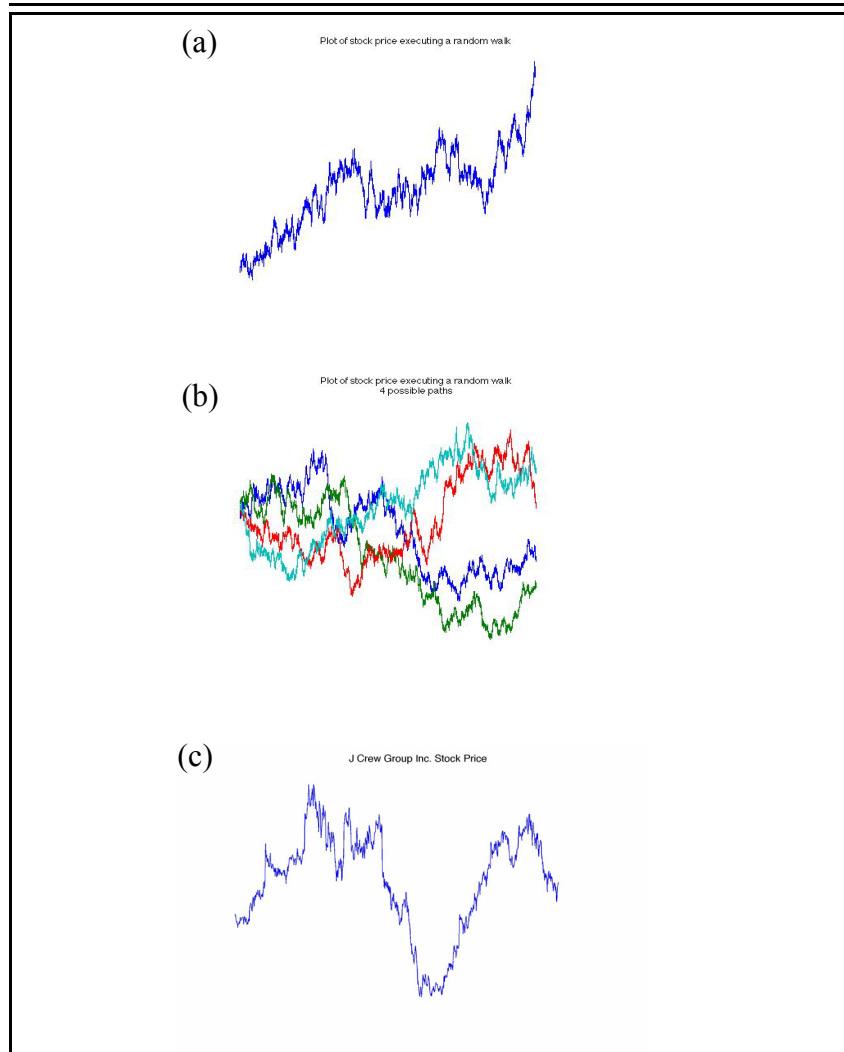 (a)
Plot of stock price executing a random walk
(b)
Plot of stock price executing a random walk
4 possible paths
(c)
J Crew Group Inc. Stock Price